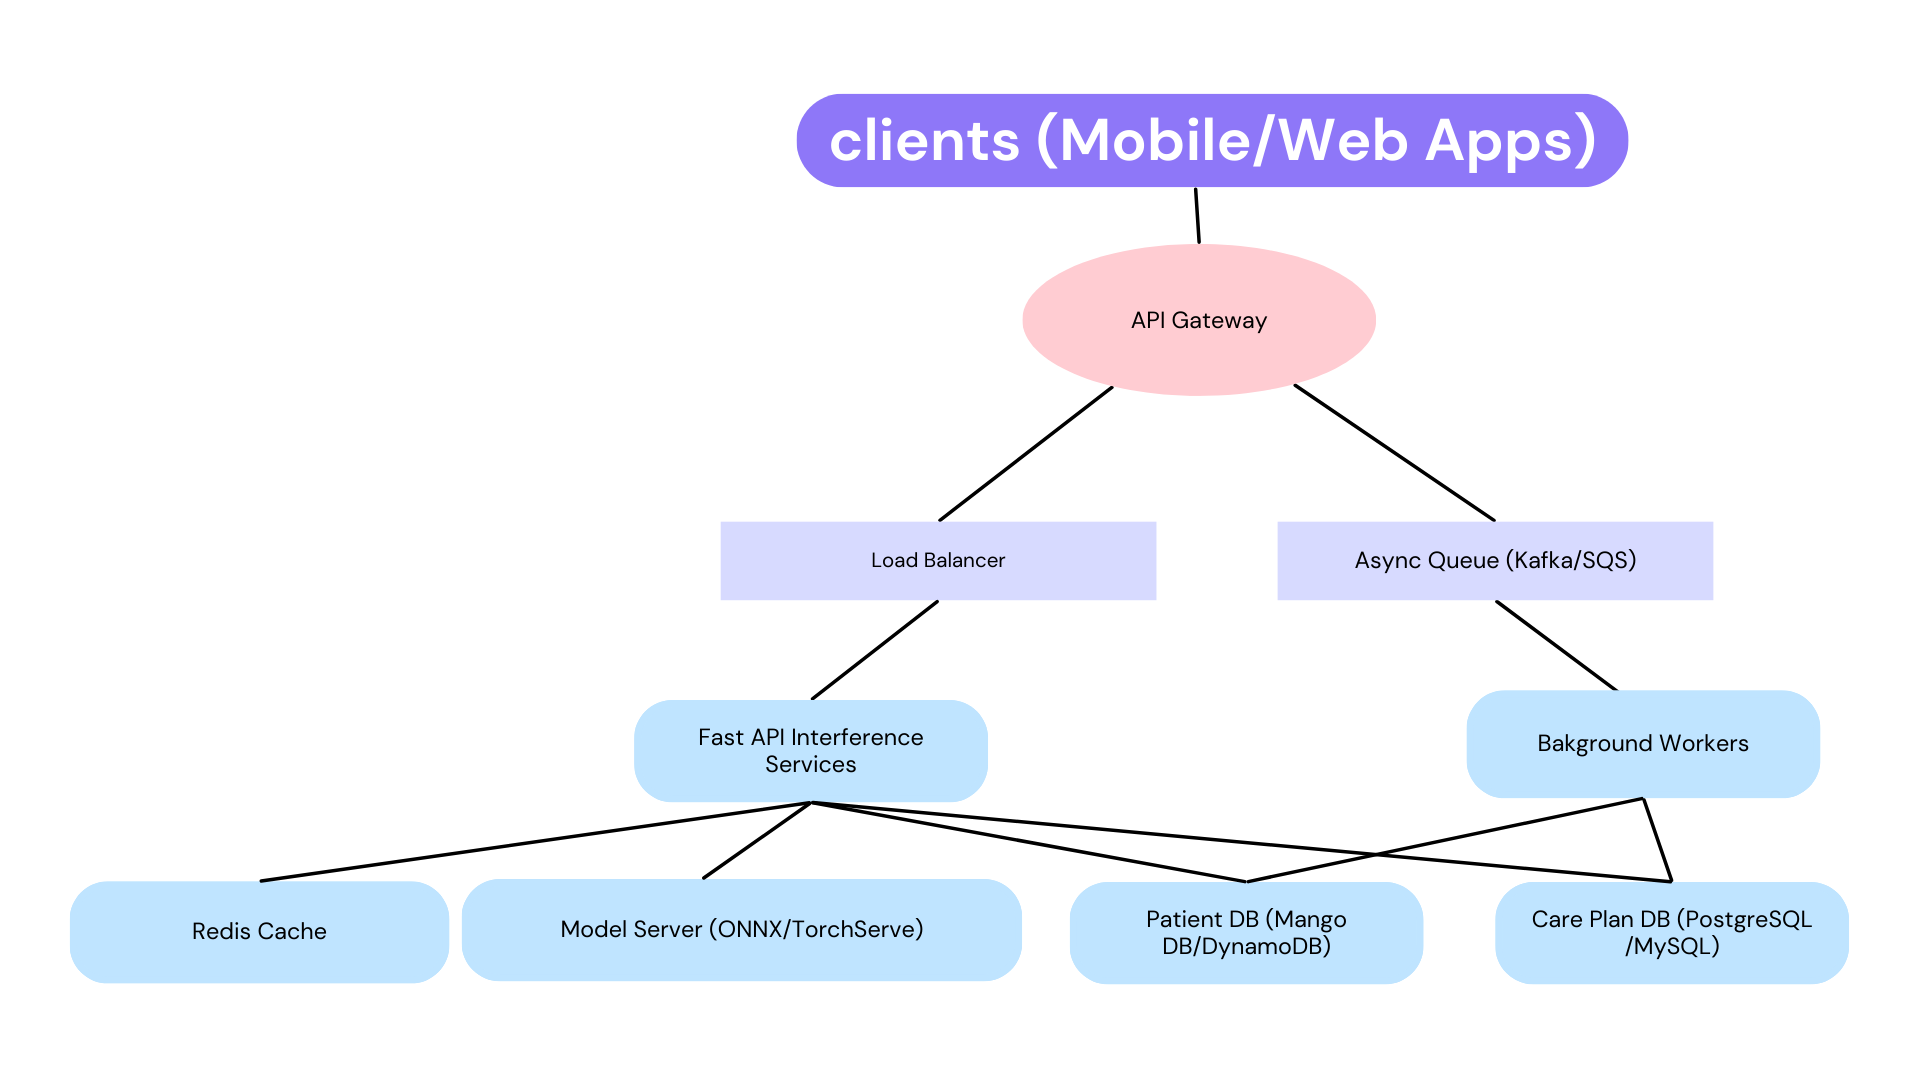 clients (Mobile/Web Apps)
API Gateway
Load Balancer
Async Queue (Kafka/SQS)
Fast API Interference
Services
Bakground Workers
Redis Cache
Model Server (ONNX/TorchServe)
Patient DB (Mango
DB/DynamoDB)
Care Plan DB (PostgreSQL
/MySQL)